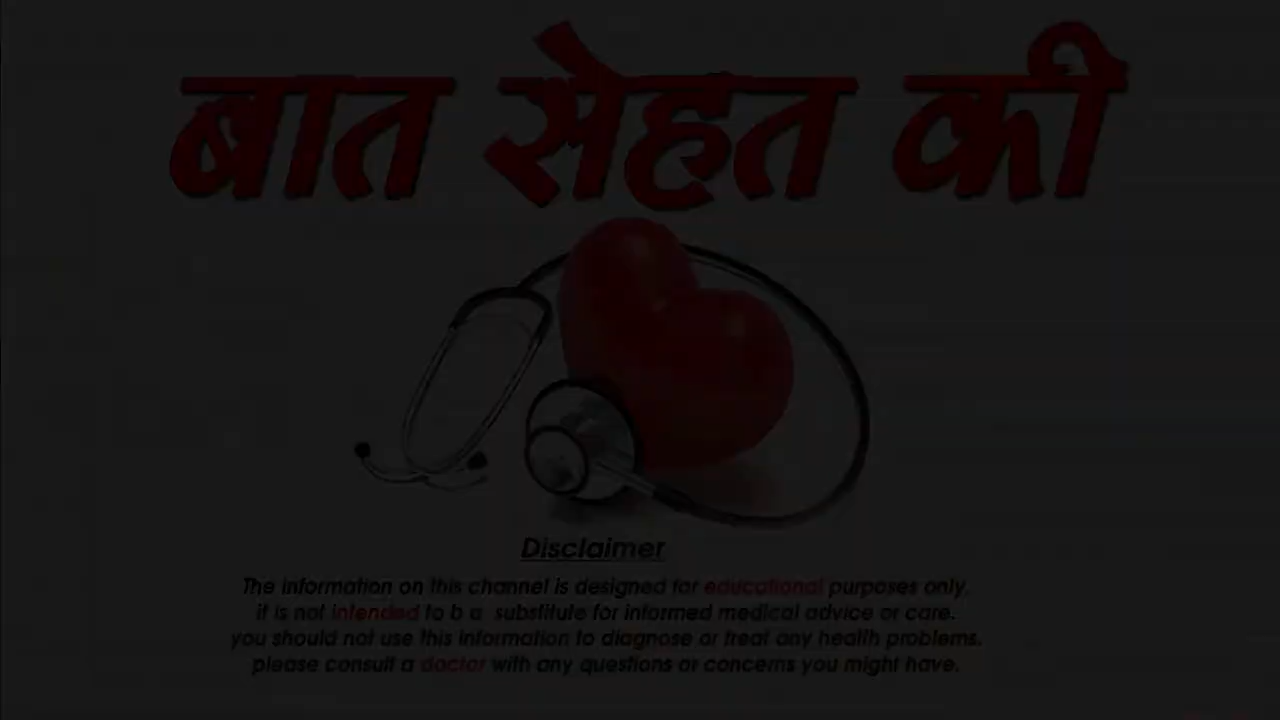 बात सेहत की
Disclaimer
The information on this channel is designed for educational purposes only.
it is not intended to b a substitute for informed medical advice or care.
you should not use this information to diagnose or treat any health problems.
please consult a doctor with any questions or concerns you might have.